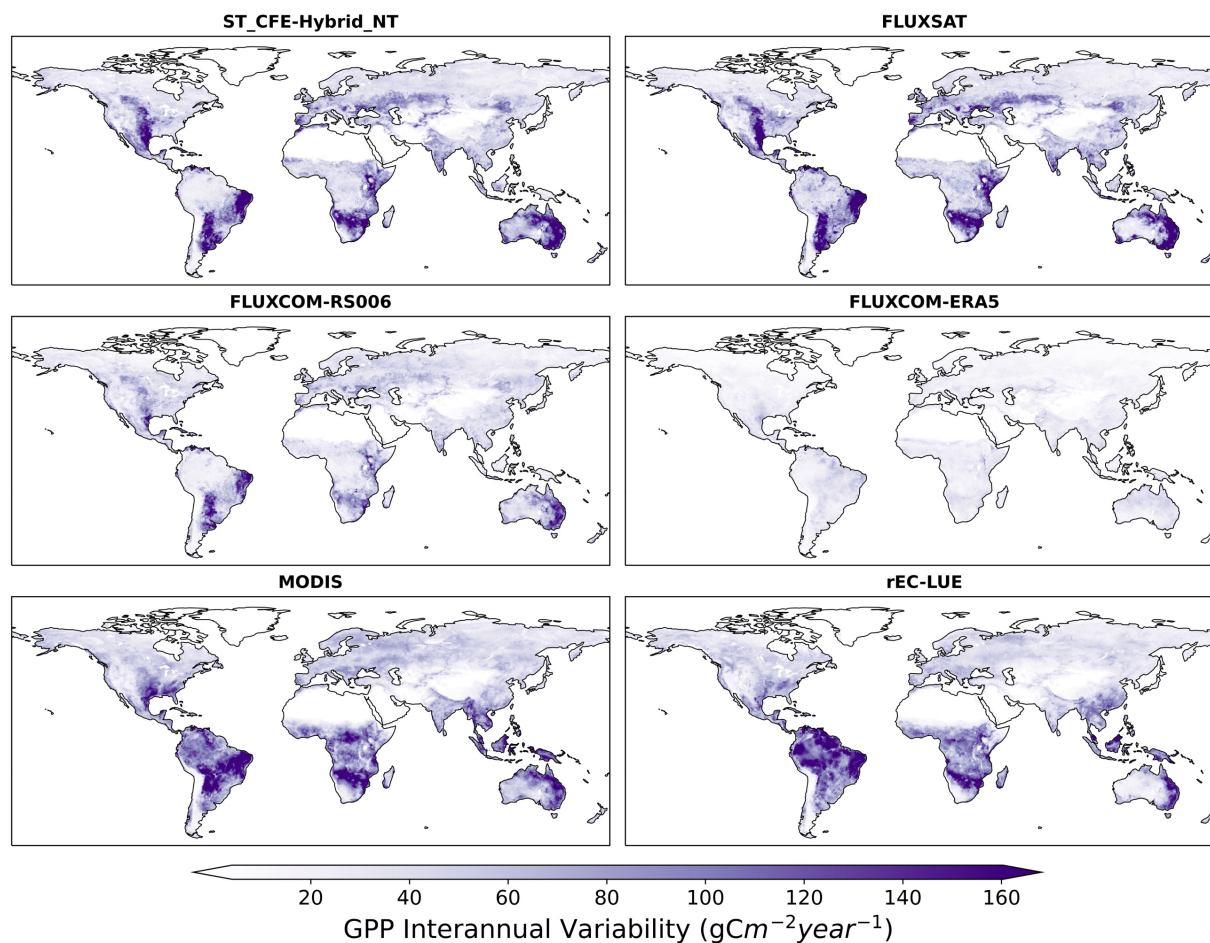 ST_CFE-Hybrid_NT FLUXSAT
FLUXCOM-RS006 FLUXCOM-ERA5
MODIS rEC-LUE
20 40 60 80 100 120 140 160
GPP Interannual Variability (gCm⁻²year⁻¹)